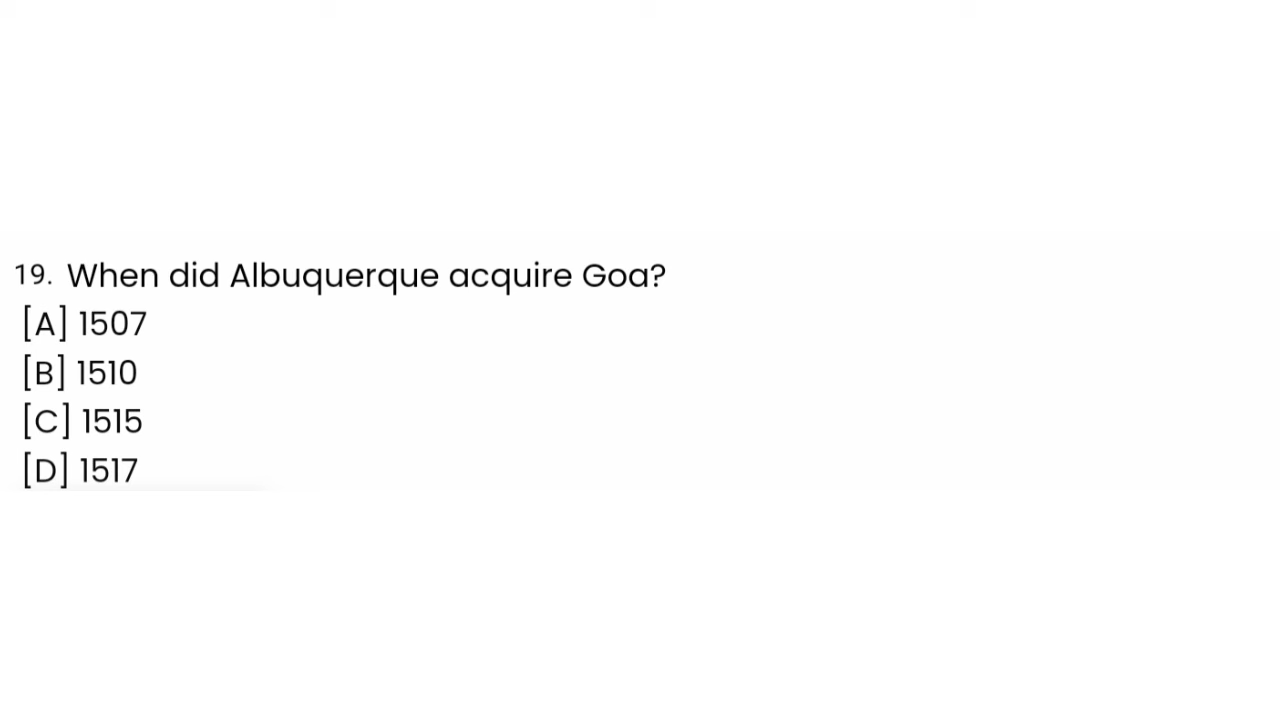 19. When did Albuquerque acquire Goa?
[A] 1507
[B] 1510
[C] 1515
[D] 1517